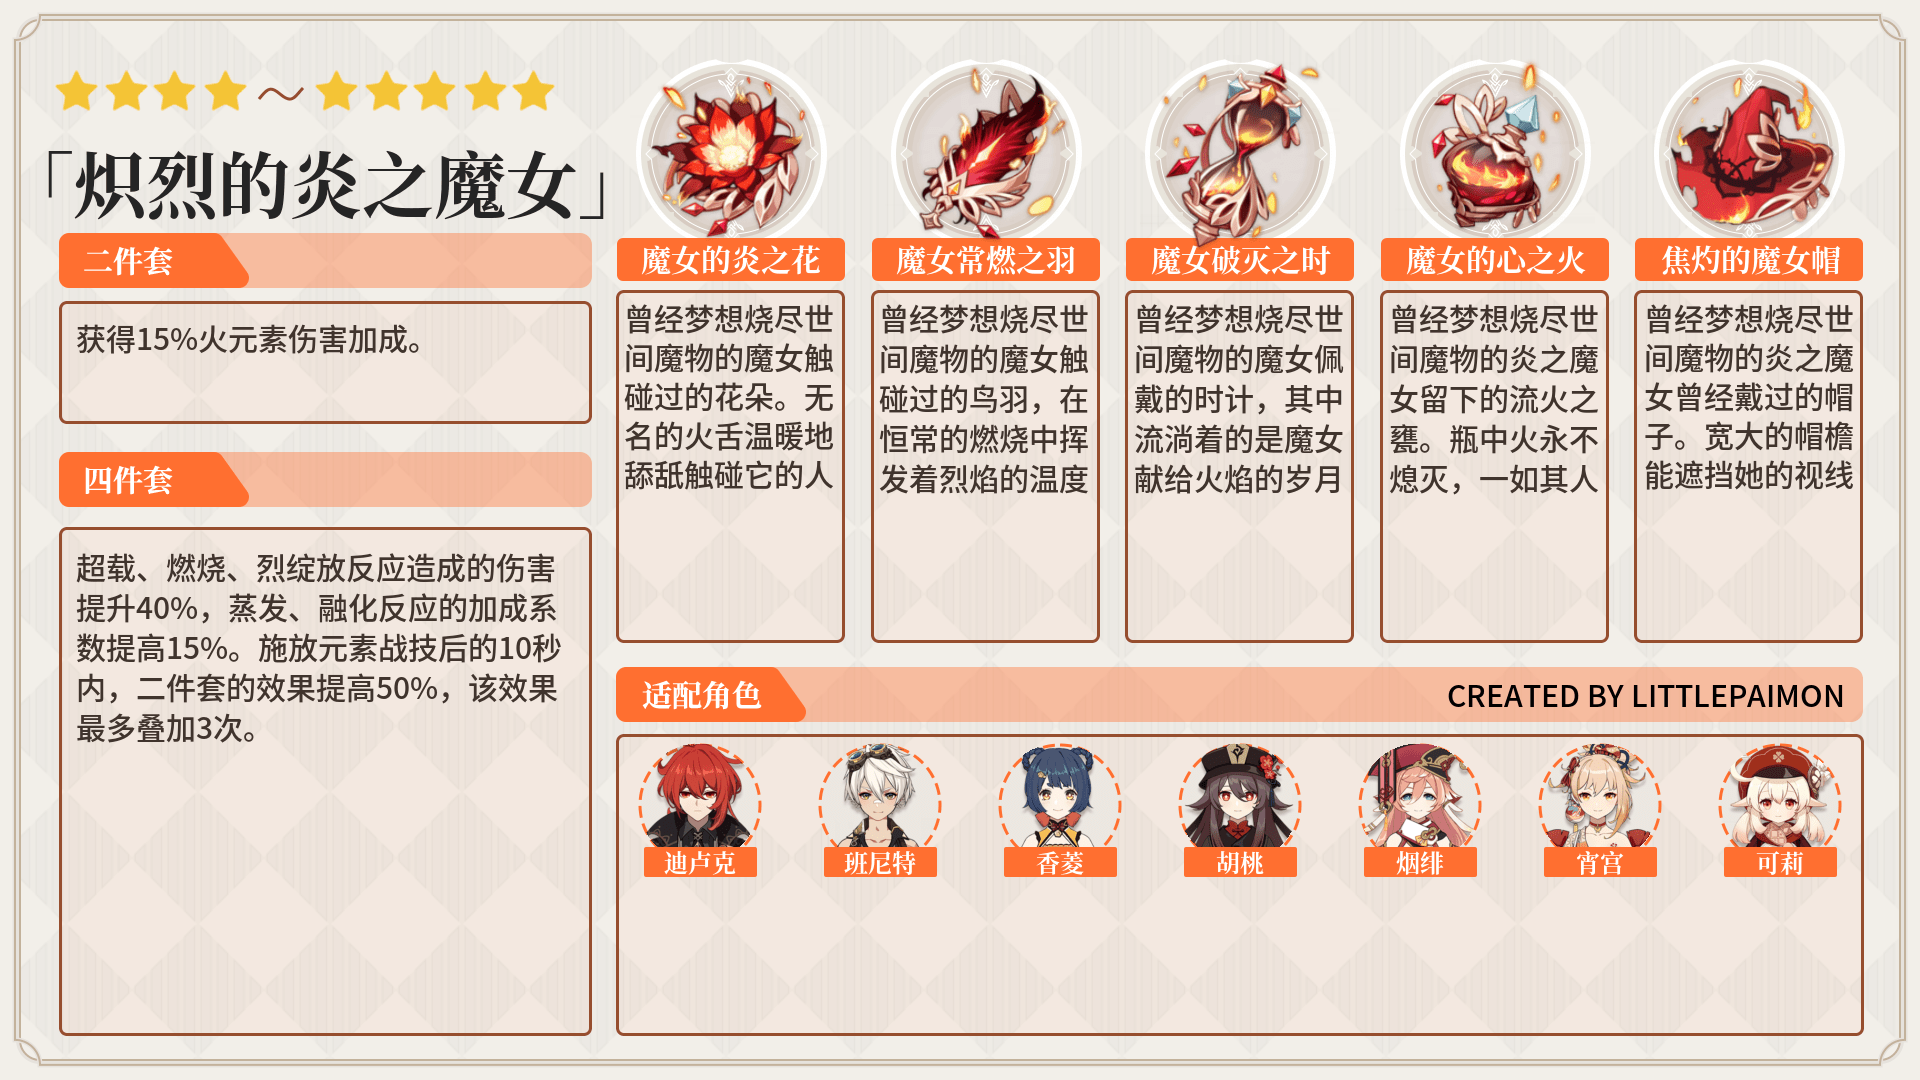 「炽烈的炎之魔女」
二件套
获得15%火元素伤害加成。
四件套
超载、燃烧、烈绽放反应造成的伤害
提升40%，蒸发、融化反应的加成系
数提高15%。施放元素战技后的10秒
内，二件套的效果提高50%，该效果
最多叠加3次。
魔女的炎之花
曾经梦想烧尽世
间魔物的魔女触
碰过的花朵。无
名的火舌温暖地
舔舐触碰它的人
魔女常燃之羽
曾经梦想烧尽世
间魔物的魔女触
碰过的鸟羽，在
恒常的燃烧中挥
发着烈焰的温度
魔女破灭之时
曾经梦想烧尽世
间魔物的魔女佩
戴的时计，其中
流淌着的是魔女
献给火焰的岁月
魔女的心之火
曾经梦想烧尽世
间魔物的炎之魔
女留下的流火之
甕。瓶中火永不
熄灭，一如其人
焦灼的魔女帽
曾经梦想烧尽世
间魔物的炎之魔
女曾经戴过的帽
子。宽大的帽檐
能遮挡她的视线
适配角色
CREATED BY LITTLEPAIMON
迪卢克
班尼特
香菱
胡桃
烟绯
宵宫
可莉